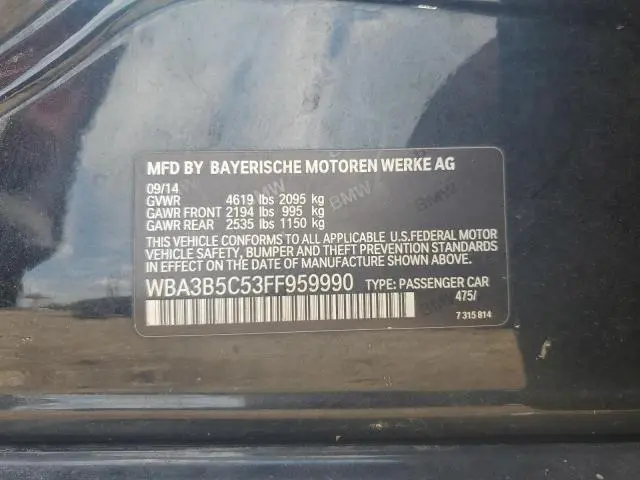 MFD BY BAYERISCHE MOTOREN WERKE AG
09/14
GVWR 4619 lbs 2095 kg
GAWR FRONT 2194 lbs 995 kg
GAWR REAR 2535 lbs 1150 kg
THIS VEHICLE CONFORMS TO ALL APPLICABLE U.S.FEDERAL MOTOR
VEHICLE SAFETY, BUMPER AND THEFT PREVENTION STANDARDS
IN EFFECT ON THE DATE OF MANUFACTURE SHOWN ABOVE.
WBA3B5C53FF959990 TYPE: PASSENGER CAR
475/
7 315 814
BMW